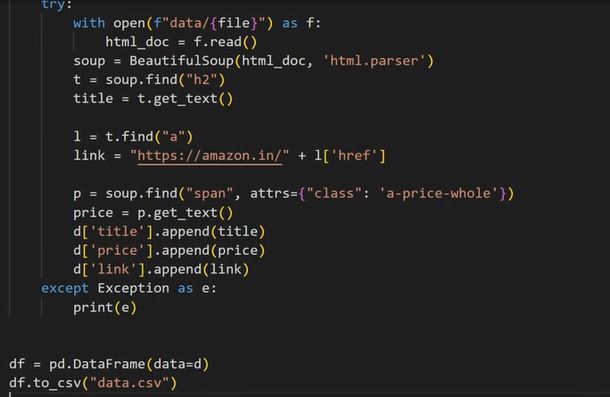 try:
with open(f"data/{file}") as f:
html_doc = f.read()
soup = BeautifulSoup(html_doc, 'html.parser')
t = soup.find("h2")
title = t.get_text()
l = t.find("a")
link = "https://amazon.in/" + l['href']
p = soup.find("span", attrs={"class": 'a-price-whole'})
price = p.get_text()
d['title'].append(title)
d['price'].append(price)
d['link'].append(link)
except Exception as e:
print(e)
df = pd.DataFrame(data=d)
df.to_csv("data.csv")